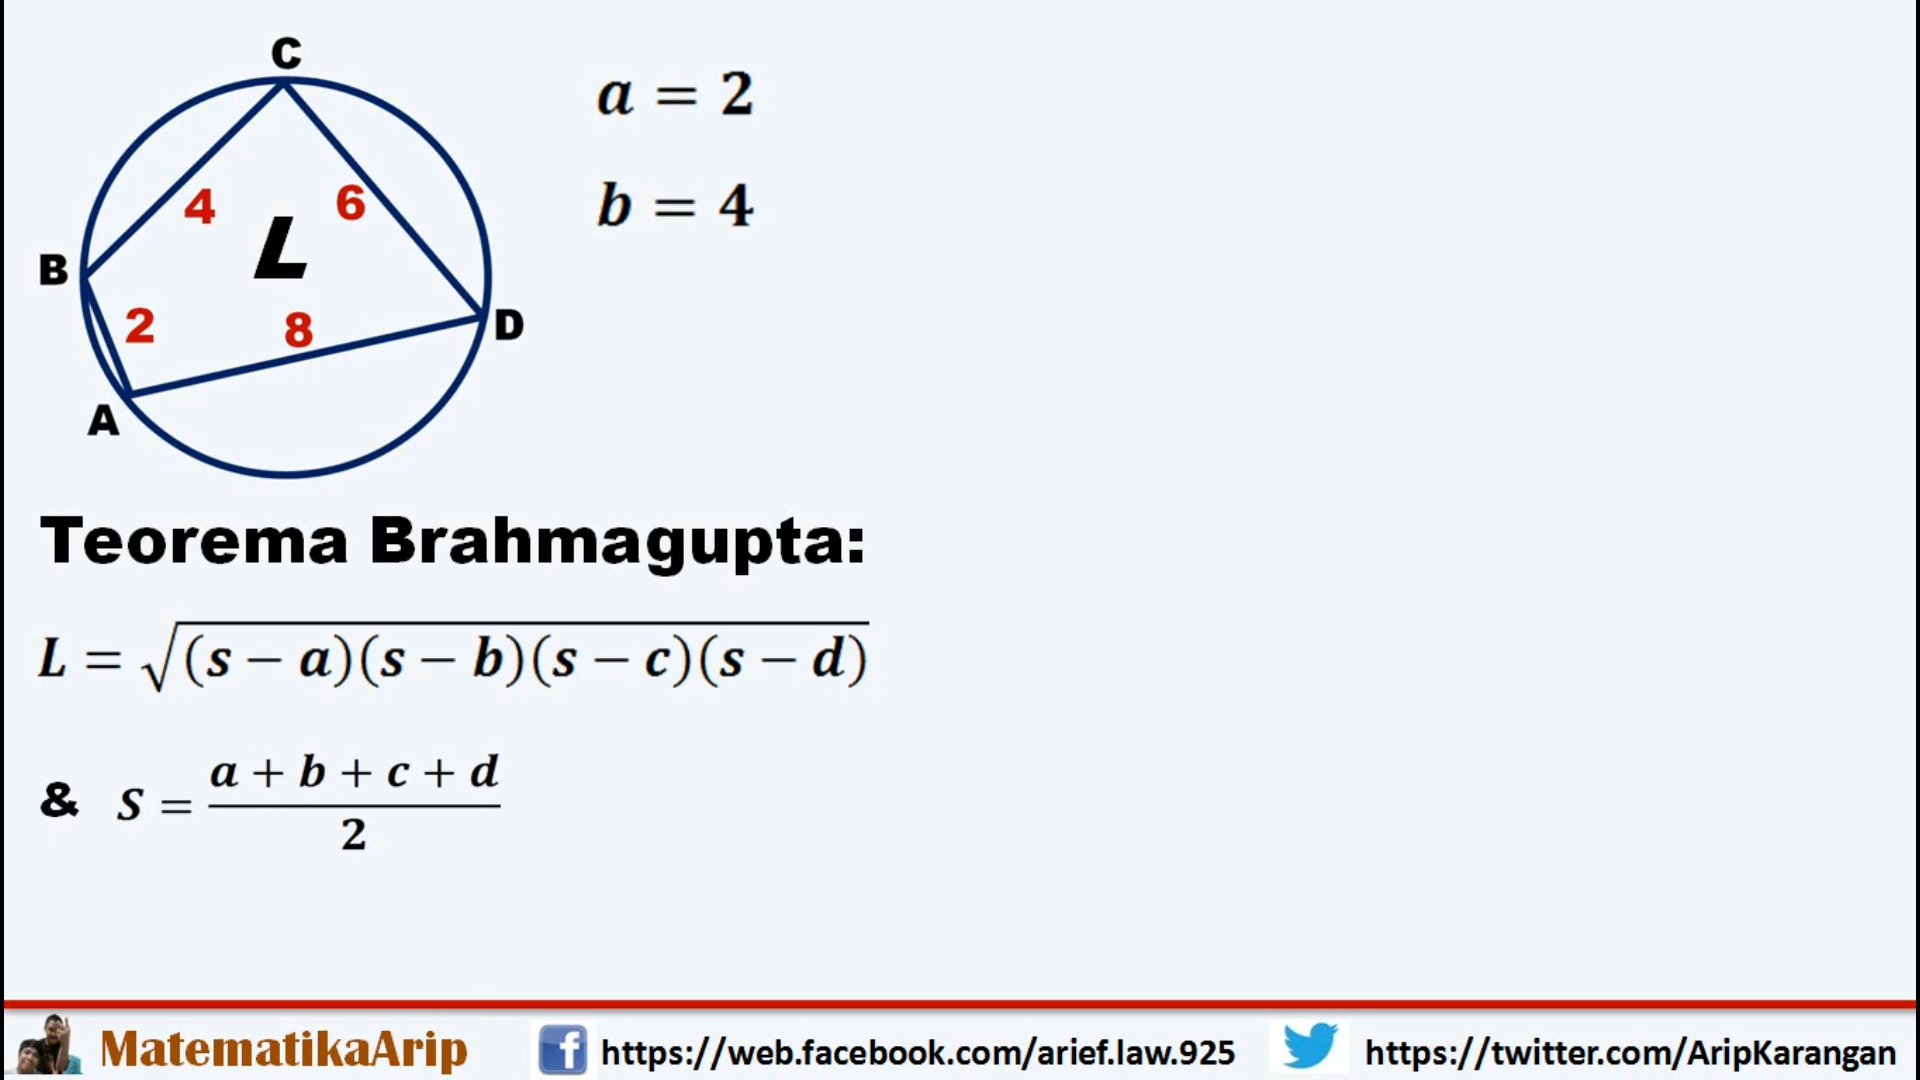 C
a = 2
4
6
b = 4
L
B
2
8
D
A
Teorema Brahmagupta:
L = √(s − a)(s − b)(s − c)(s − d)
& s = (a + b + c + d)/2
MatematikaArip
https://web.facebook.com/arief.law.925
https://twitter.com/AripKarangan